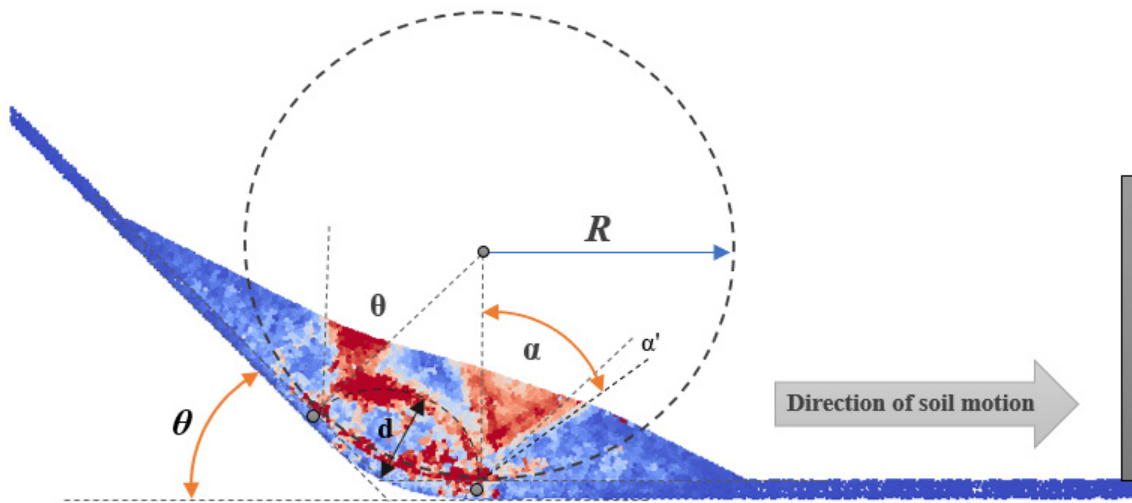 R
θ
α
α'
Direction of soil motion
d
θ